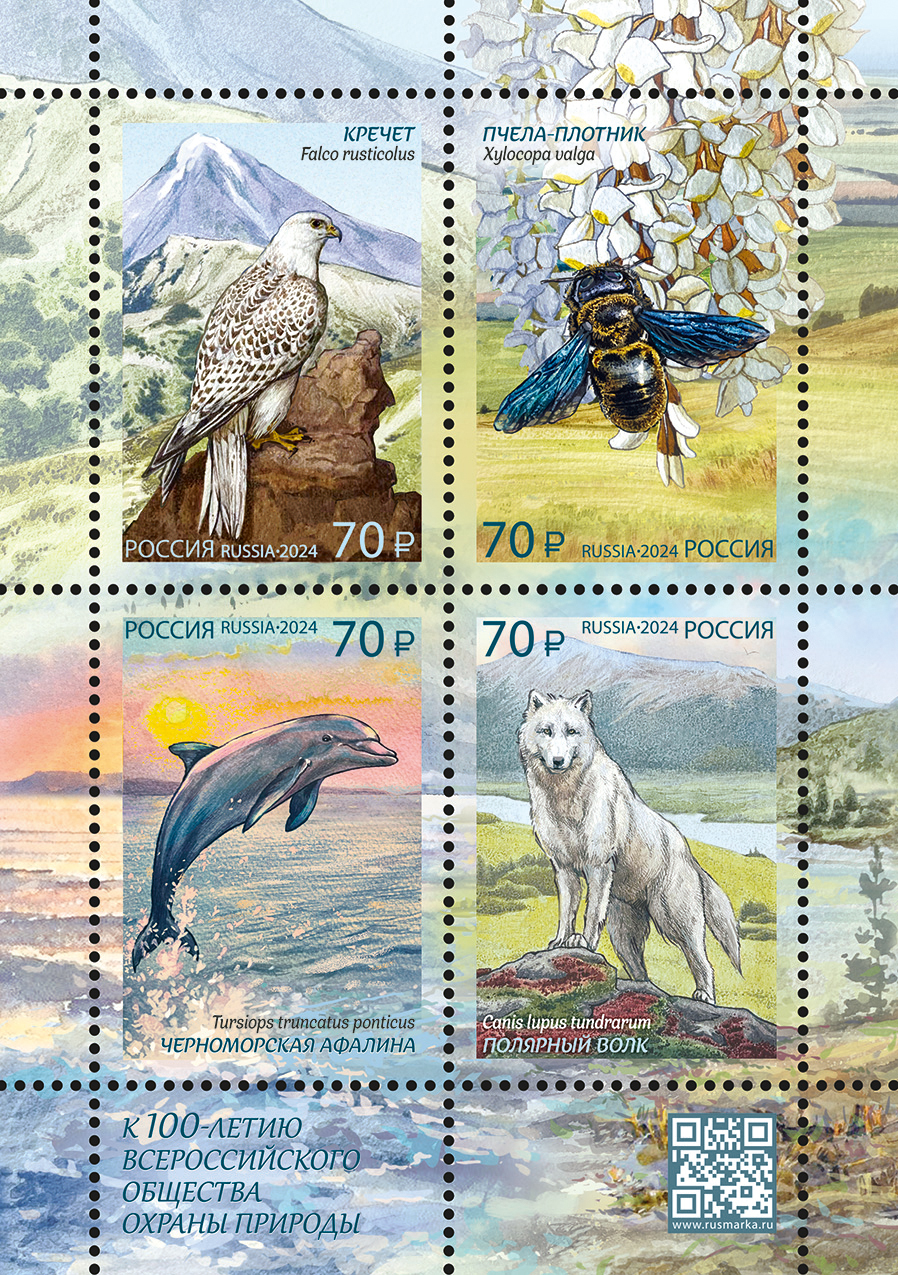 КРЕЧЕТ
Falco rusticolus
РОССИЯ RUSSIA•2024 70 ₽
ПЧЕЛА-ПЛОТНИК
Xylocopa valga
70 ₽ RUSSIA•2024 РОССИЯ
РОССИЯ RUSSIA•2024 70 ₽
Tursiops truncatus ponticus
ЧЕРНОМОРСКАЯ АФАЛИНА
70 ₽ RUSSIA•2024 РОССИЯ
Canis lupus tundrarum
ПОЛЯРНЫЙ ВОЛК
К 100-ЛЕТИЮ
ВСЕРОССИЙСКОГО
ОБЩЕСТВА
ОХРАНЫ ПРИРОДЫ
www.rusmarka.ru